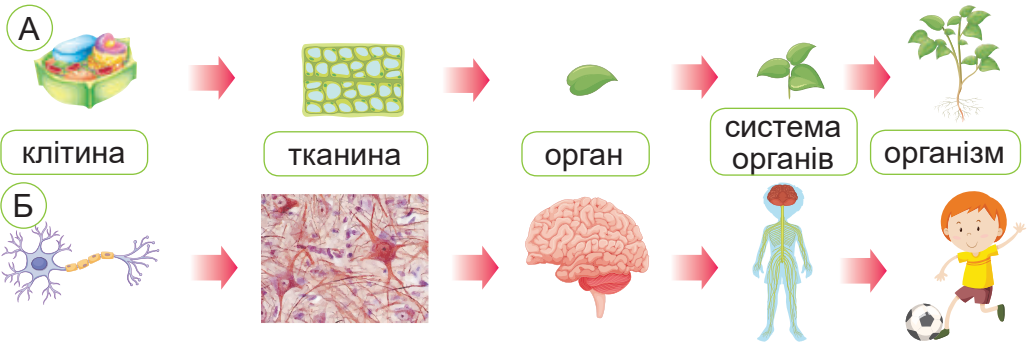 А
клітина
тканина
орган
система
органів
організм
Б